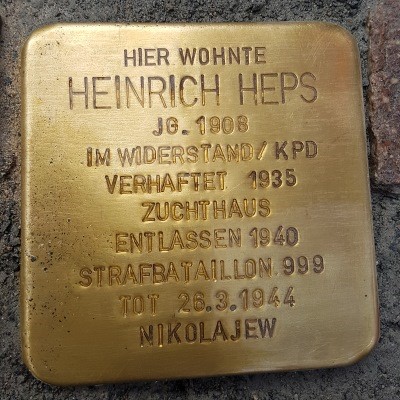 HIER WOHNTE
HEINRICH HEPS
JG. 1908
IM WIDERSTAND / KPD
VERHAFTET 1935
ZUCHTHAUS
ENTLASSEN 1940
STRAFBATAILLON 999
TOT 26.3.1944
NIKOLAJEW